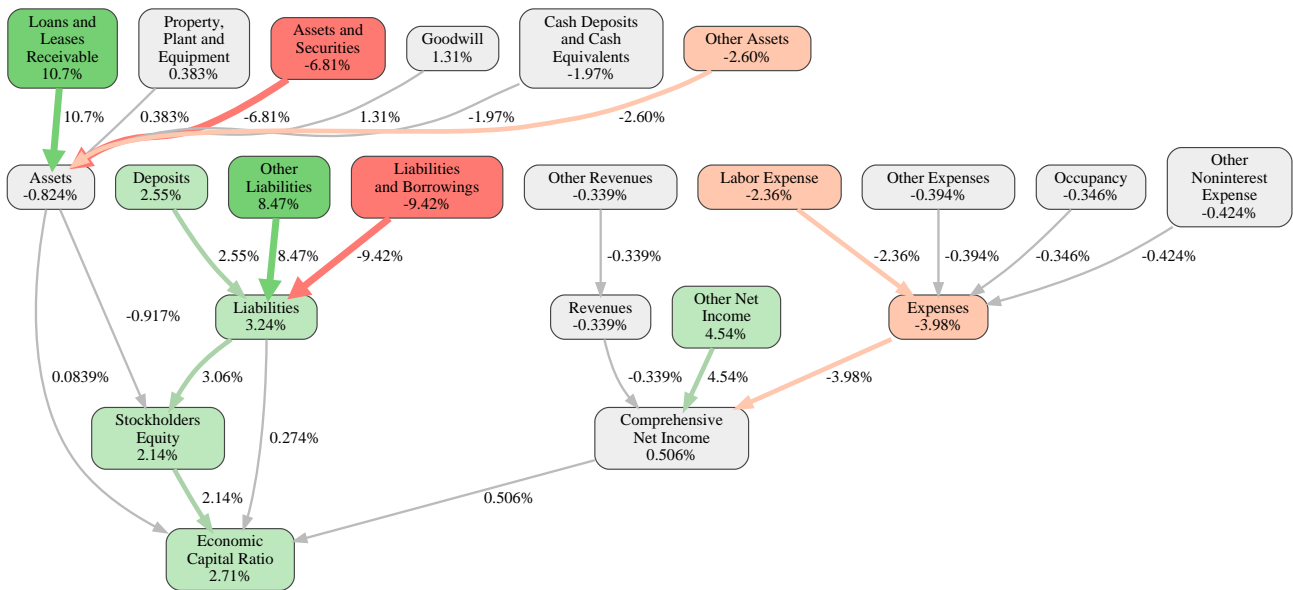 Loans and
Leases
Receivable
10.7%
Property,
Plant and
Equipment
0.383%
Assets and
Securities
-6.81%
Goodwill
1.31%
Cash Deposits
and Cash
Equivalents
-1.97%
Other Assets
-2.60%
10.7%
0.383%
-6.81%
1.31%
-1.97%
-2.60%
Assets
-0.824%
Deposits
2.55%
Other
Liabilities
8.47%
Liabilities
and Borrowings
-9.42%
Other Revenues
-0.339%
Labor Expense
-2.36%
Other Expenses
-0.394%
Occupancy
-0.346%
Other
Noninterest
Expense
-0.424%
2.55%
8.47%
-9.42%
-0.339%
-2.36%
-0.394%
-0.346%
-0.424%
Liabilities
3.24%
Revenues
-0.339%
Other Net
Income
4.54%
Expenses
-3.98%
-0.917%
0.0839%
3.06%
-0.339%
4.54%
-3.98%
Stockholders
Equity
2.14%
0.274%
Comprehensive
Net Income
0.506%
2.14%
0.506%
Economic
Capital Ratio
2.71%